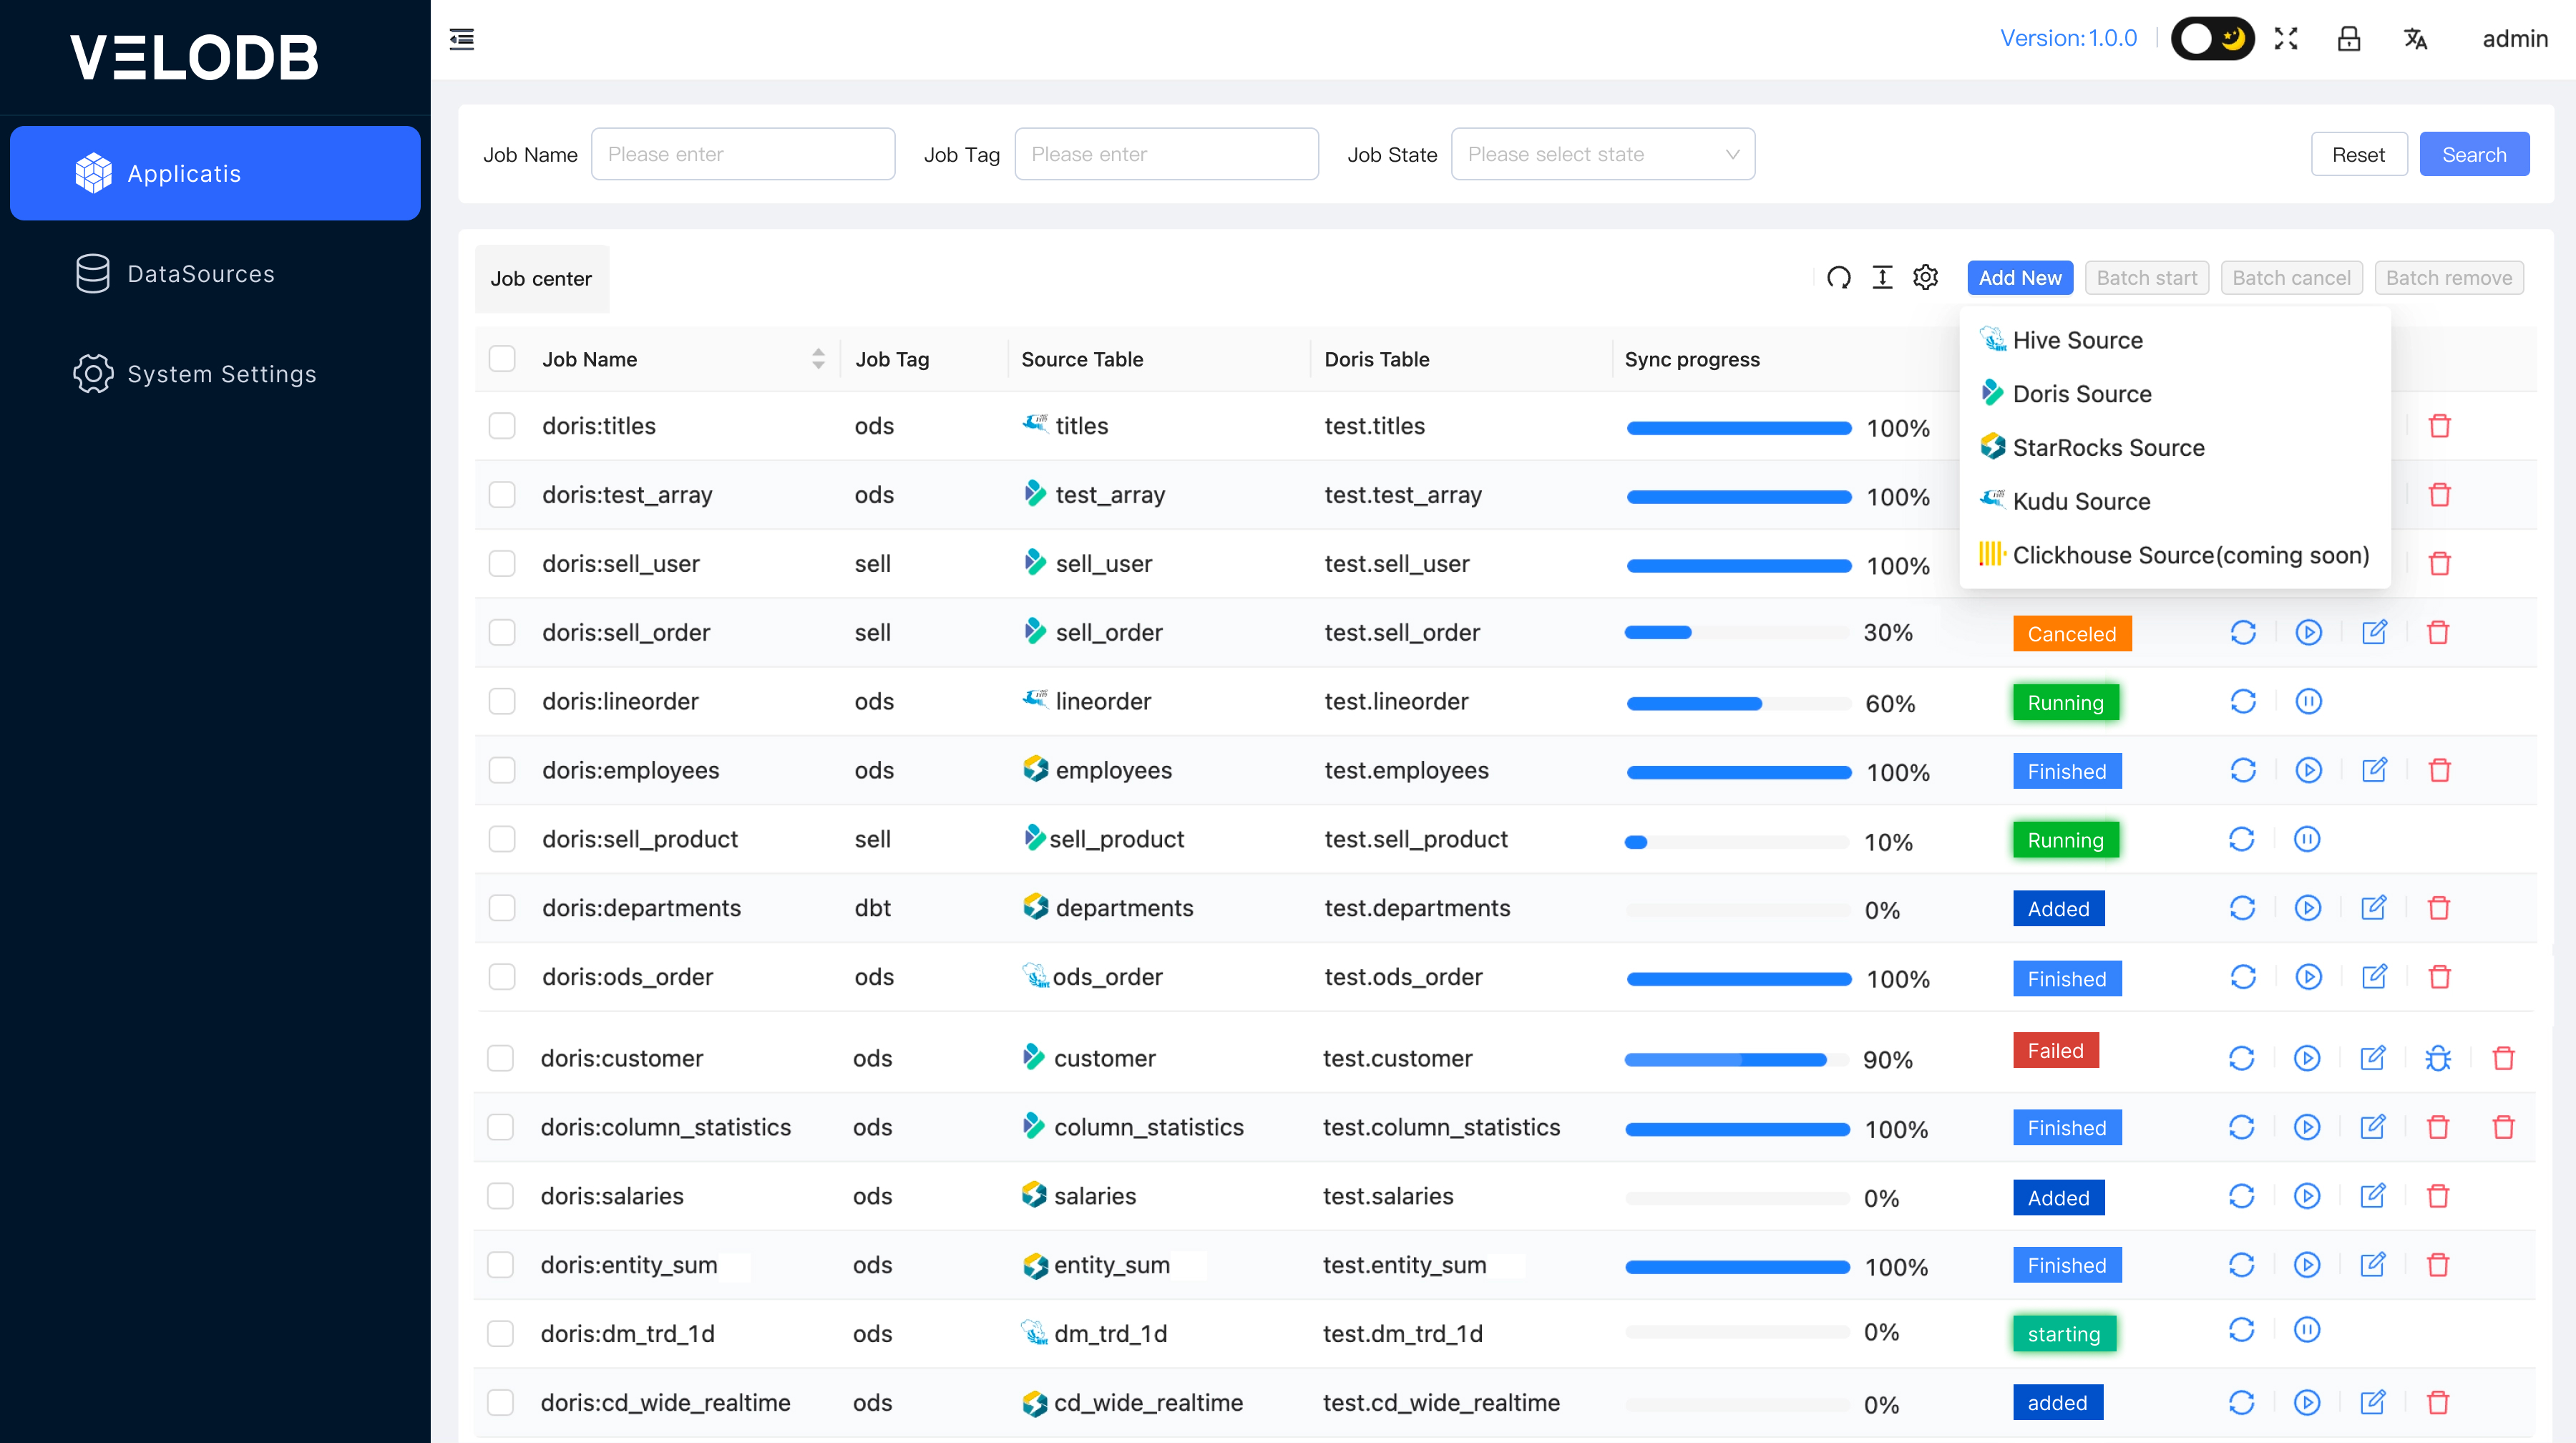 VELODB
Version:1.0.0 admin
Applicatis
DataSources
System Settings
Job Name Please enter Job Tag Please enter Job State Please select state Reset Search
Job center Add New Batch start Batch cancel Batch remove
Hive Source
Doris Source
StarRocks Source
Kudu Source
Clickhouse Source(coming soon)
Job Name Job Tag Source Table Doris Table Sync progress
doris:titles ods titles test.titles 100%
doris:test_array ods test_array test.test_array 100%
doris:sell_user sell sell_user test.sell_user 100%
doris:sell_order sell sell_order test.sell_order 30% Canceled
doris:lineorder ods lineorder test.lineorder 60% Running
doris:employees ods employees test.employees 100% Finished
doris:sell_product sell sell_product test.sell_product 10% Running
doris:departments dbt departments test.departments 0% Added
doris:ods_order ods ods_order test.ods_order 100% Finished
doris:customer ods customer test.customer 90% Failed
doris:column_statistics ods column_statistics test.column_statistics 100% Finished
doris:salaries ods salaries test.salaries 0% Added
doris:entity_sum ods entity_sum test.entity_sum 100% Finished
doris:dm_trd_1d ods dm_trd_1d test.dm_trd_1d 0% starting
doris:cd_wide_realtime ods cd_wide_realtime test.cd_wide_realtime 0% added